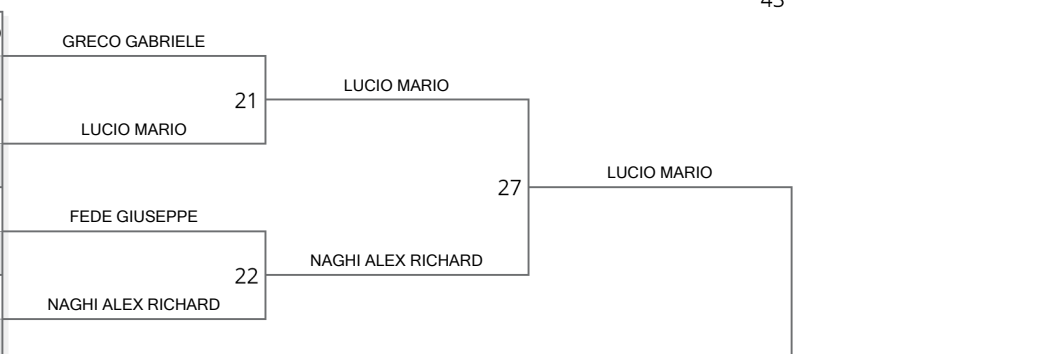 GRECO GABRIELE
LUCIO MARIO
21
LUCIO MARIO
LUCIO MARIO
27
FEDE GIUSEPPE
NAGHI ALEX RICHARD
22
NAGHI ALEX RICHARD